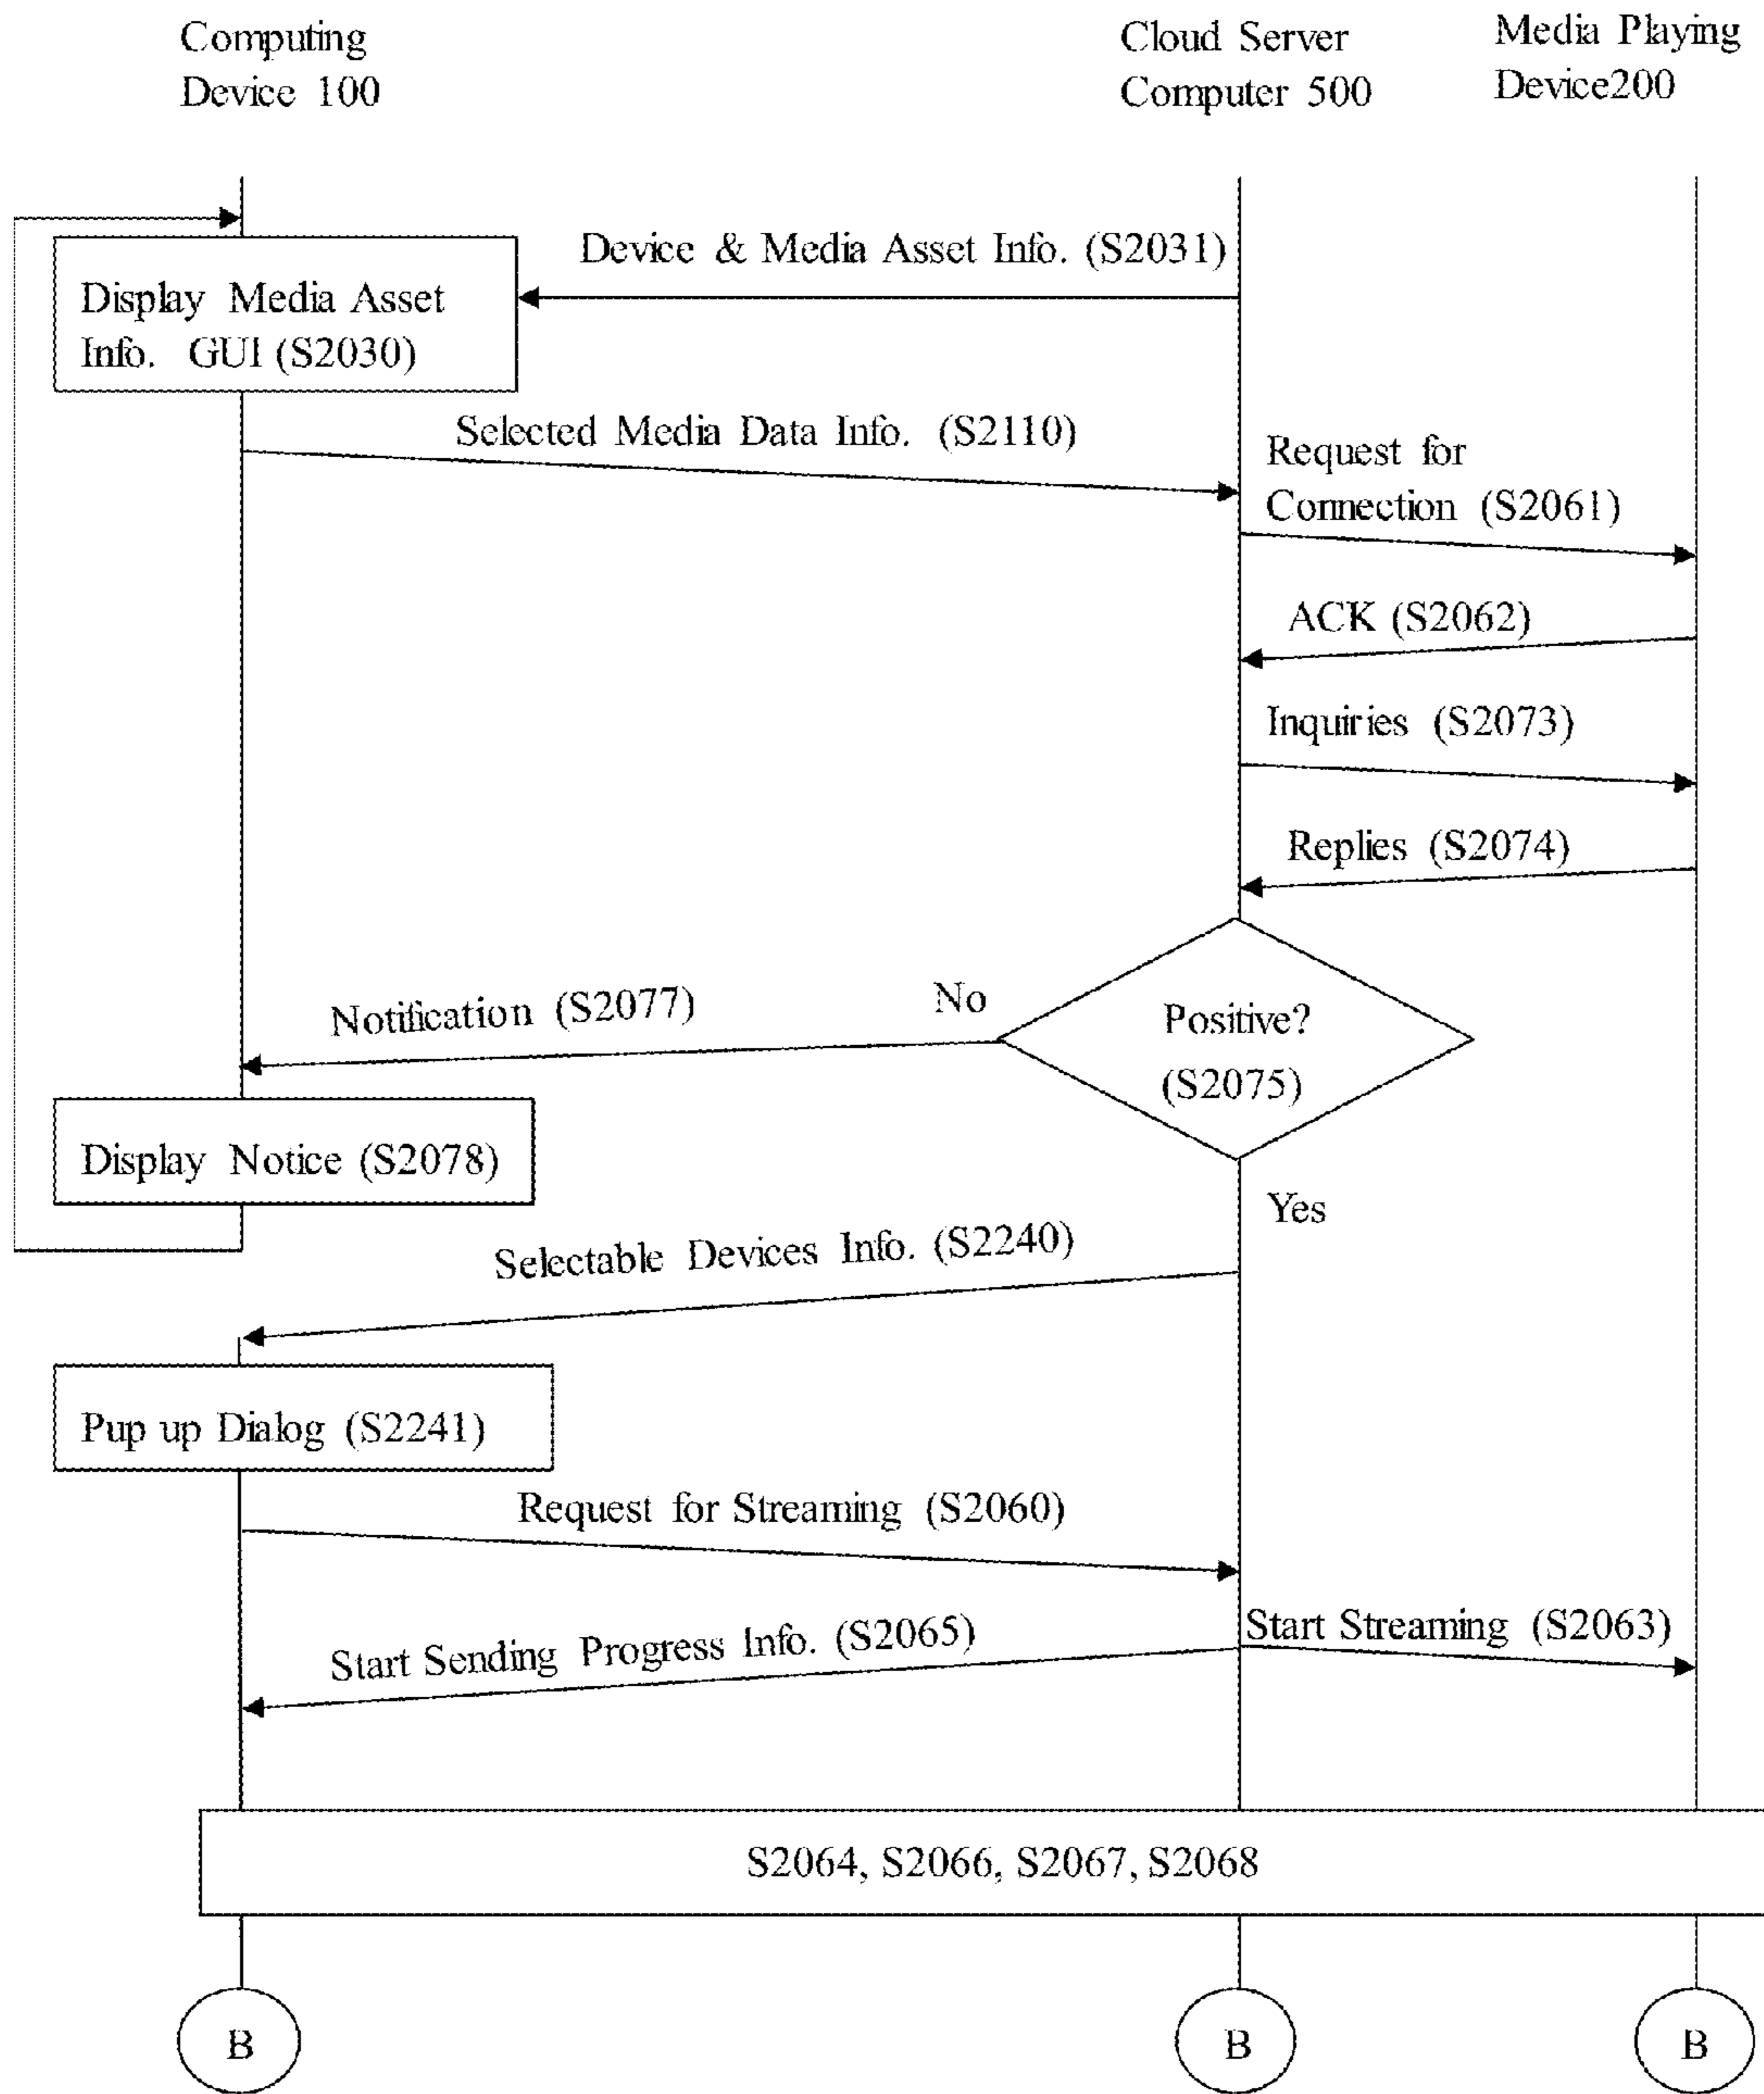 Computing
Device 100
Cloud Server
Computer 500
Media Playing
Device200
Device & Media Asset Info. (S2031)
Display Media Asset
Info. GUI (S2030)
Selected Media Data Info. (S2110)
Request for
Connection (S2061)
ACK (S2062)
Inquiries (S2073)
Replies (S2074)
Positive?
(S2075)
No
Notification (S2077)
Display Notice (S2078)
Yes
Selectable Devices Info. (S2240)
Pup up Dialog (S2241)
Request for Streaming (S2060)
Start Sending Progress Info. (S2065)
Start Streaming (S2063)
S2064, S2066, S2067, S2068
B
B
B